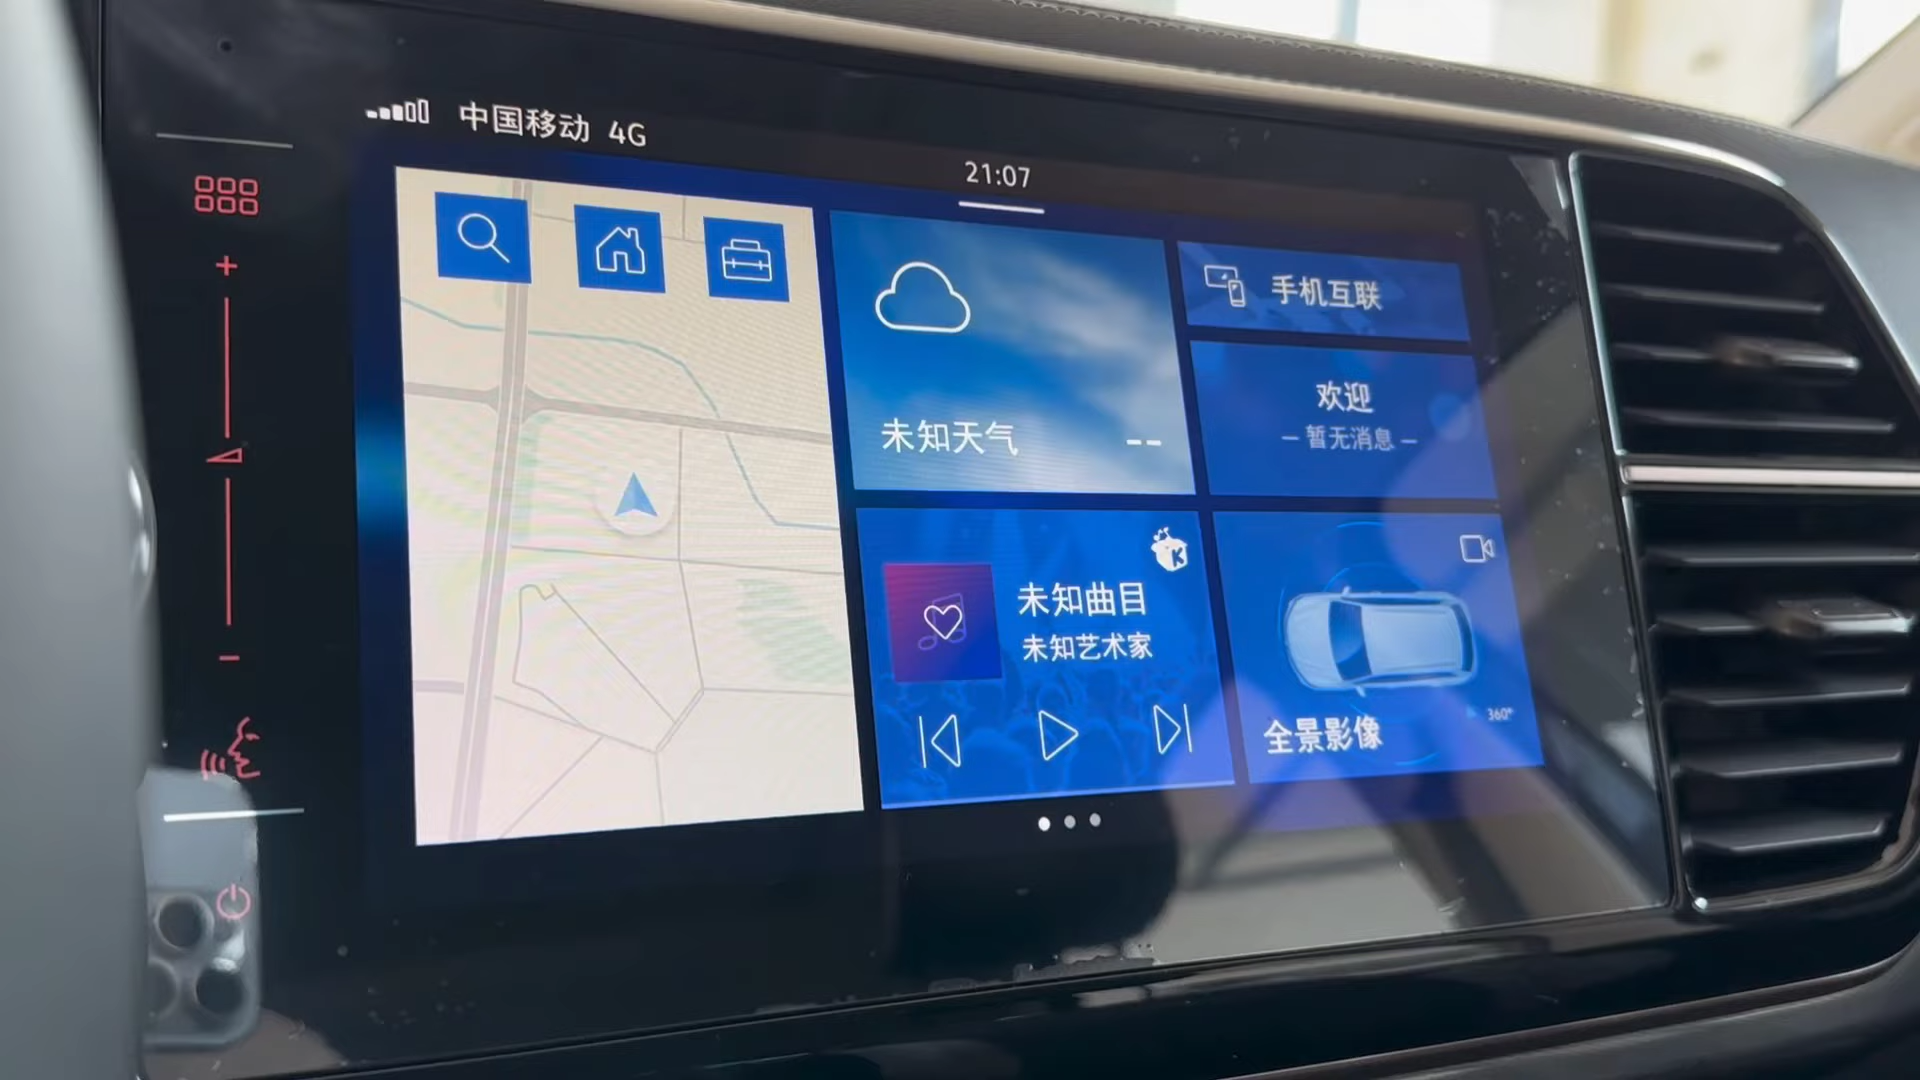 中国移动 4G
21:07
未知天气 --
手机互联
欢迎
— 暂无消息 —
K
未知曲目
未知艺术家
全景影像
360°